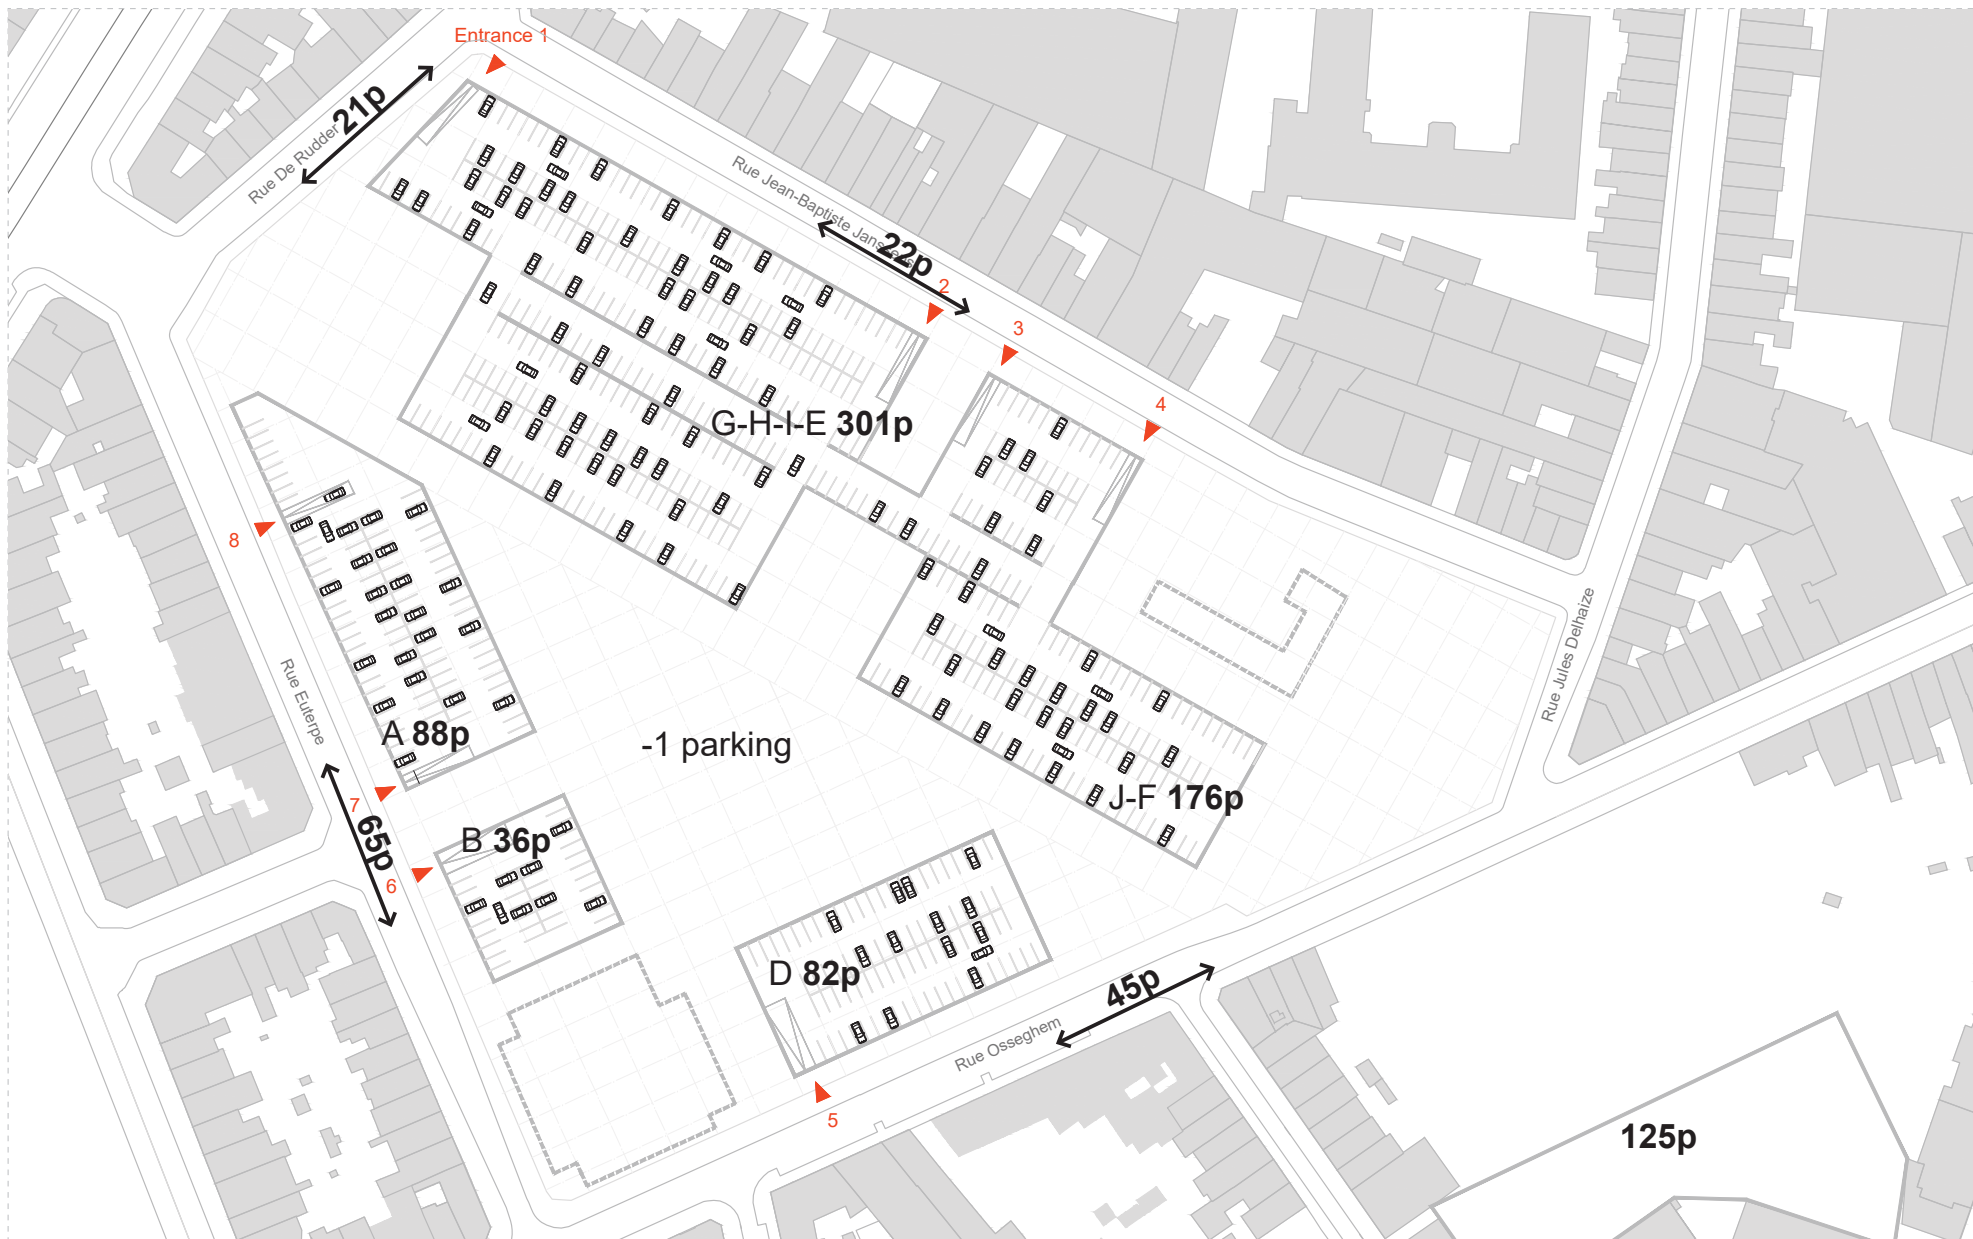 Entrance 1
21p
Rue De Rudder
Rue Jean-Baptiste Jans
22p
2
3
4
G-H-I-E 301p
8
Rue Euterpe
A 88p
-1 parking
Rue Jules Delhaize
J-F 176p
7
65p
6
B 36p
D 82p
45p
Rue Osseghem
5
125p